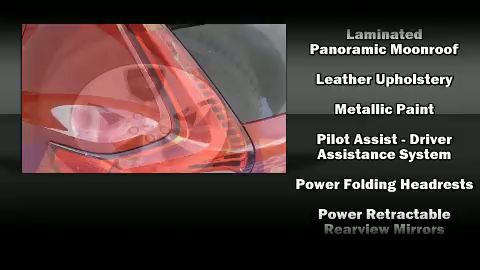 Laminated
Panoramic Moonroof
Leather Upholstery
Metallic Paint
Pilot Assist - Driver
Assistance System
Power Folding Headrests
Power Retractable
Rearview Mirrors